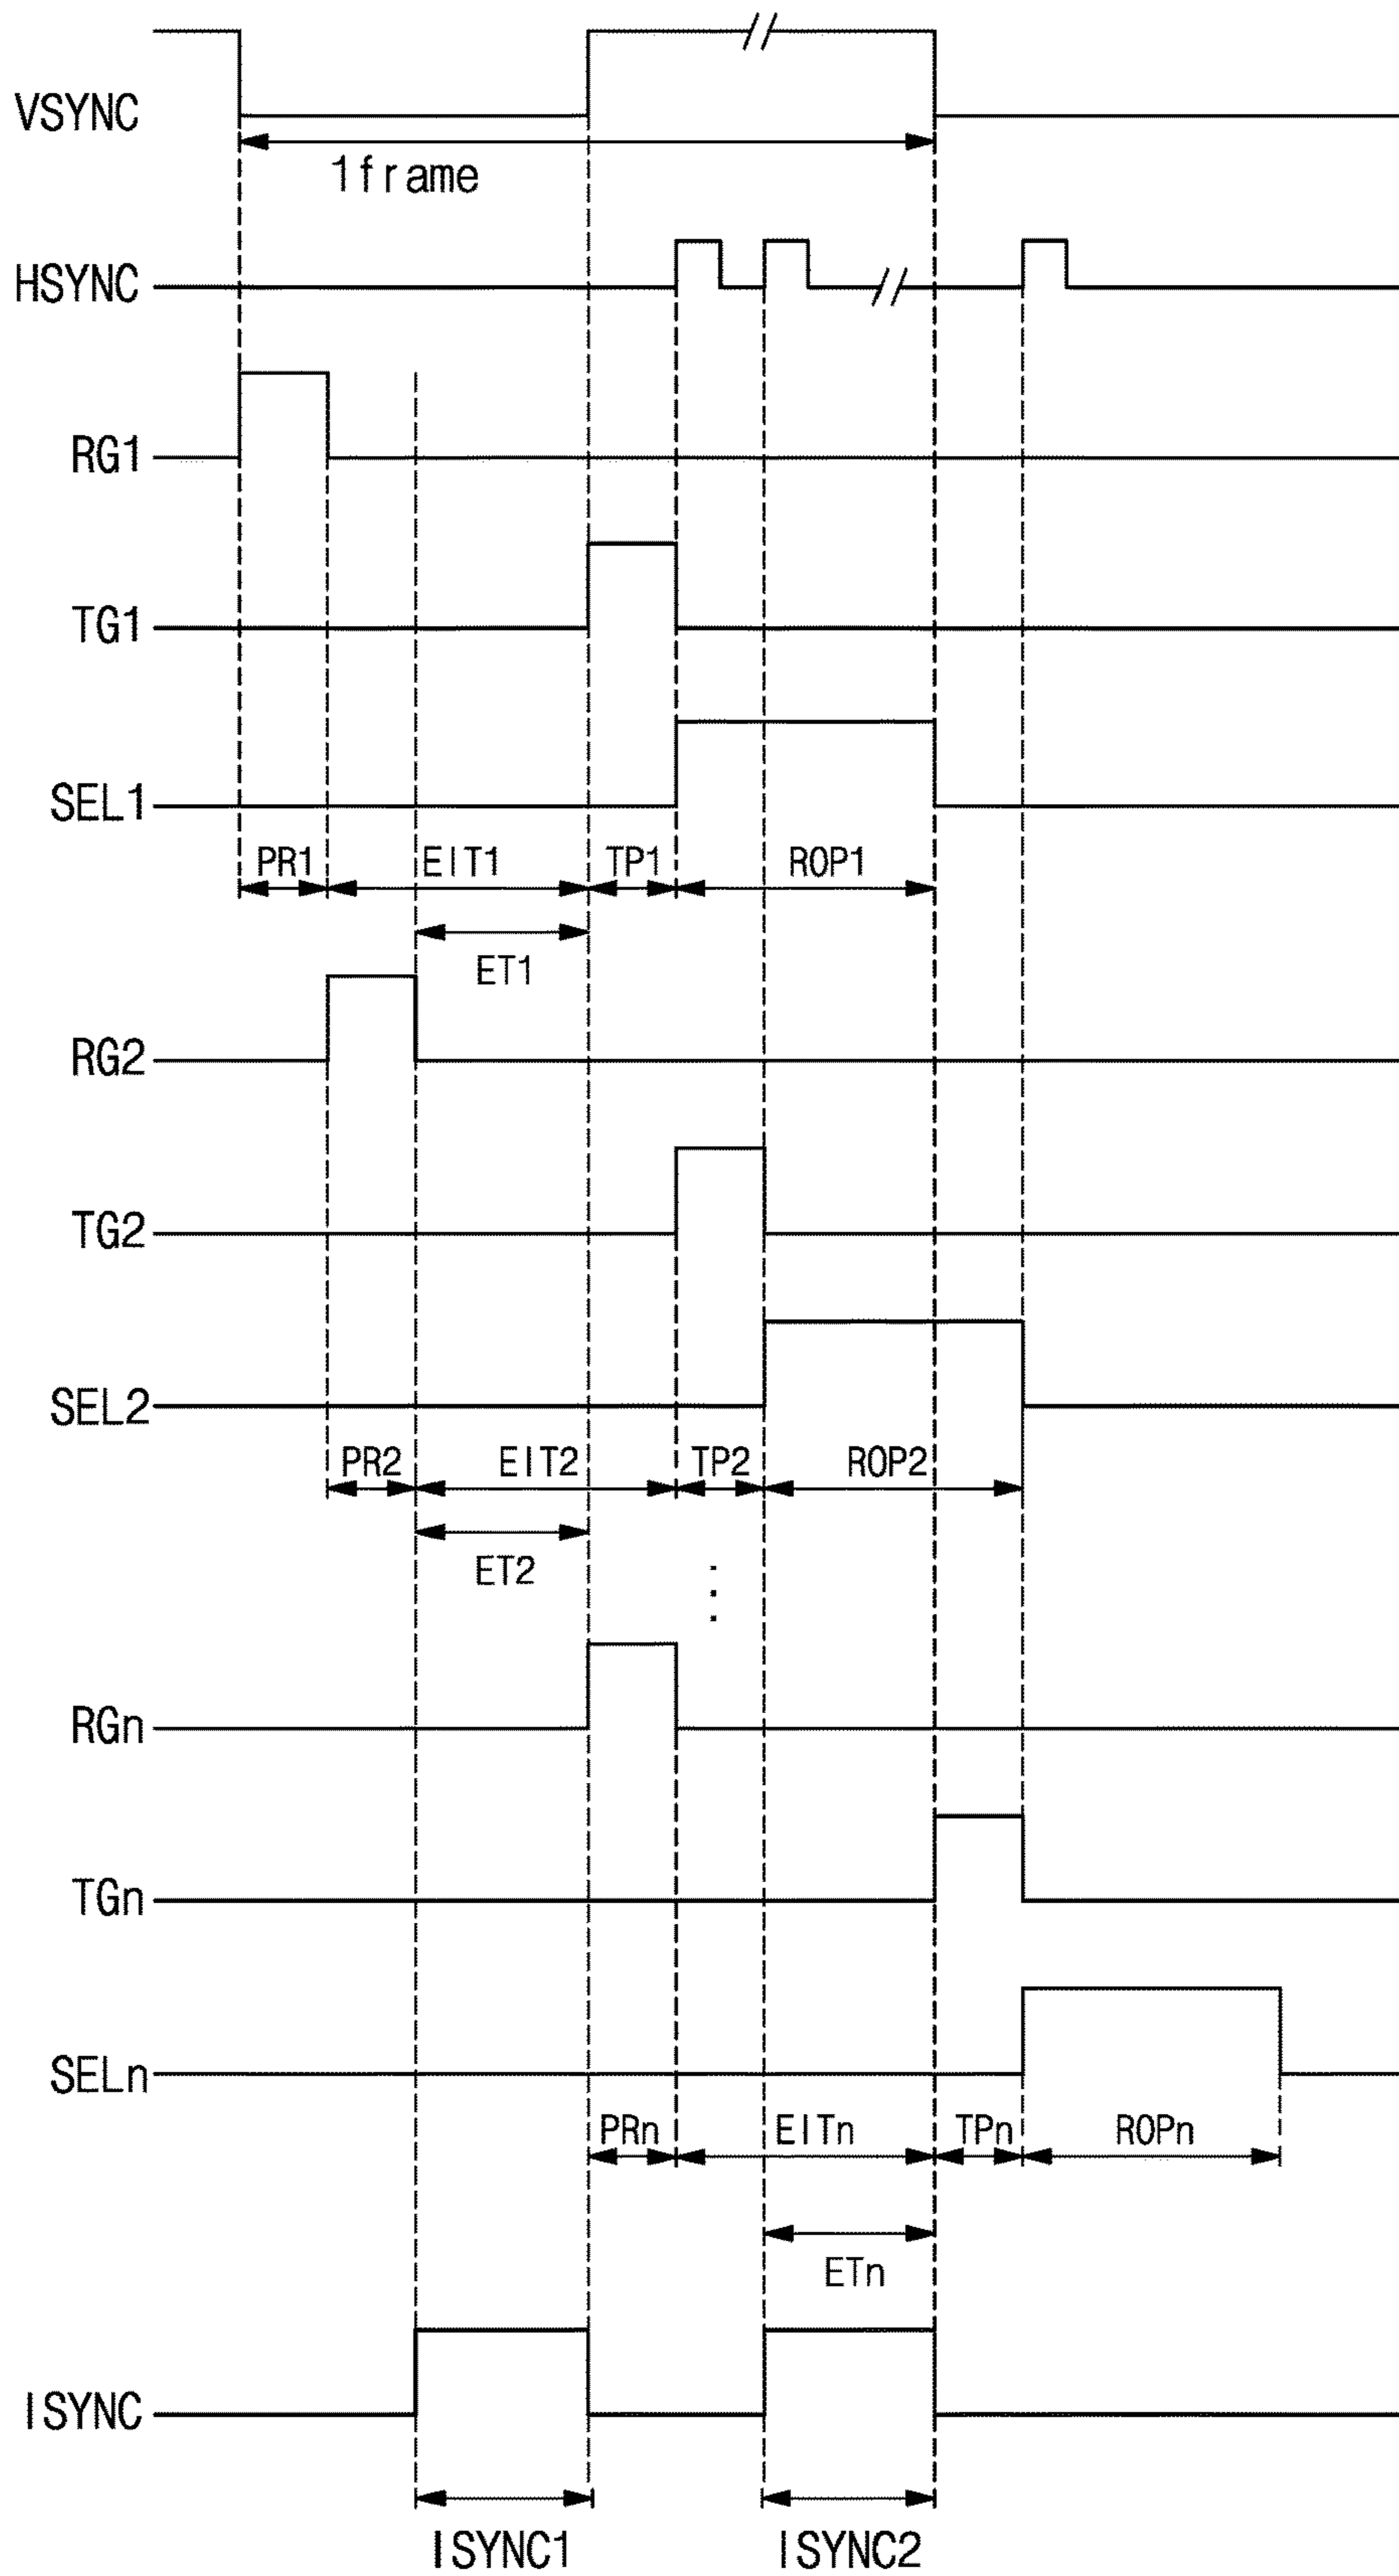 VSYNC
1frame
HSYNC
RG1
TG1
SEL1
PR1 EIT1 TP1 ROP1
ET1
RG2
TG2
SEL2
PR2 EIT2 TP2 ROP2
ET2
RGn
TGn
SELn
PRn EITn TPn ROPn
ETn
ISYNC
ISYNC1 ISYNC2